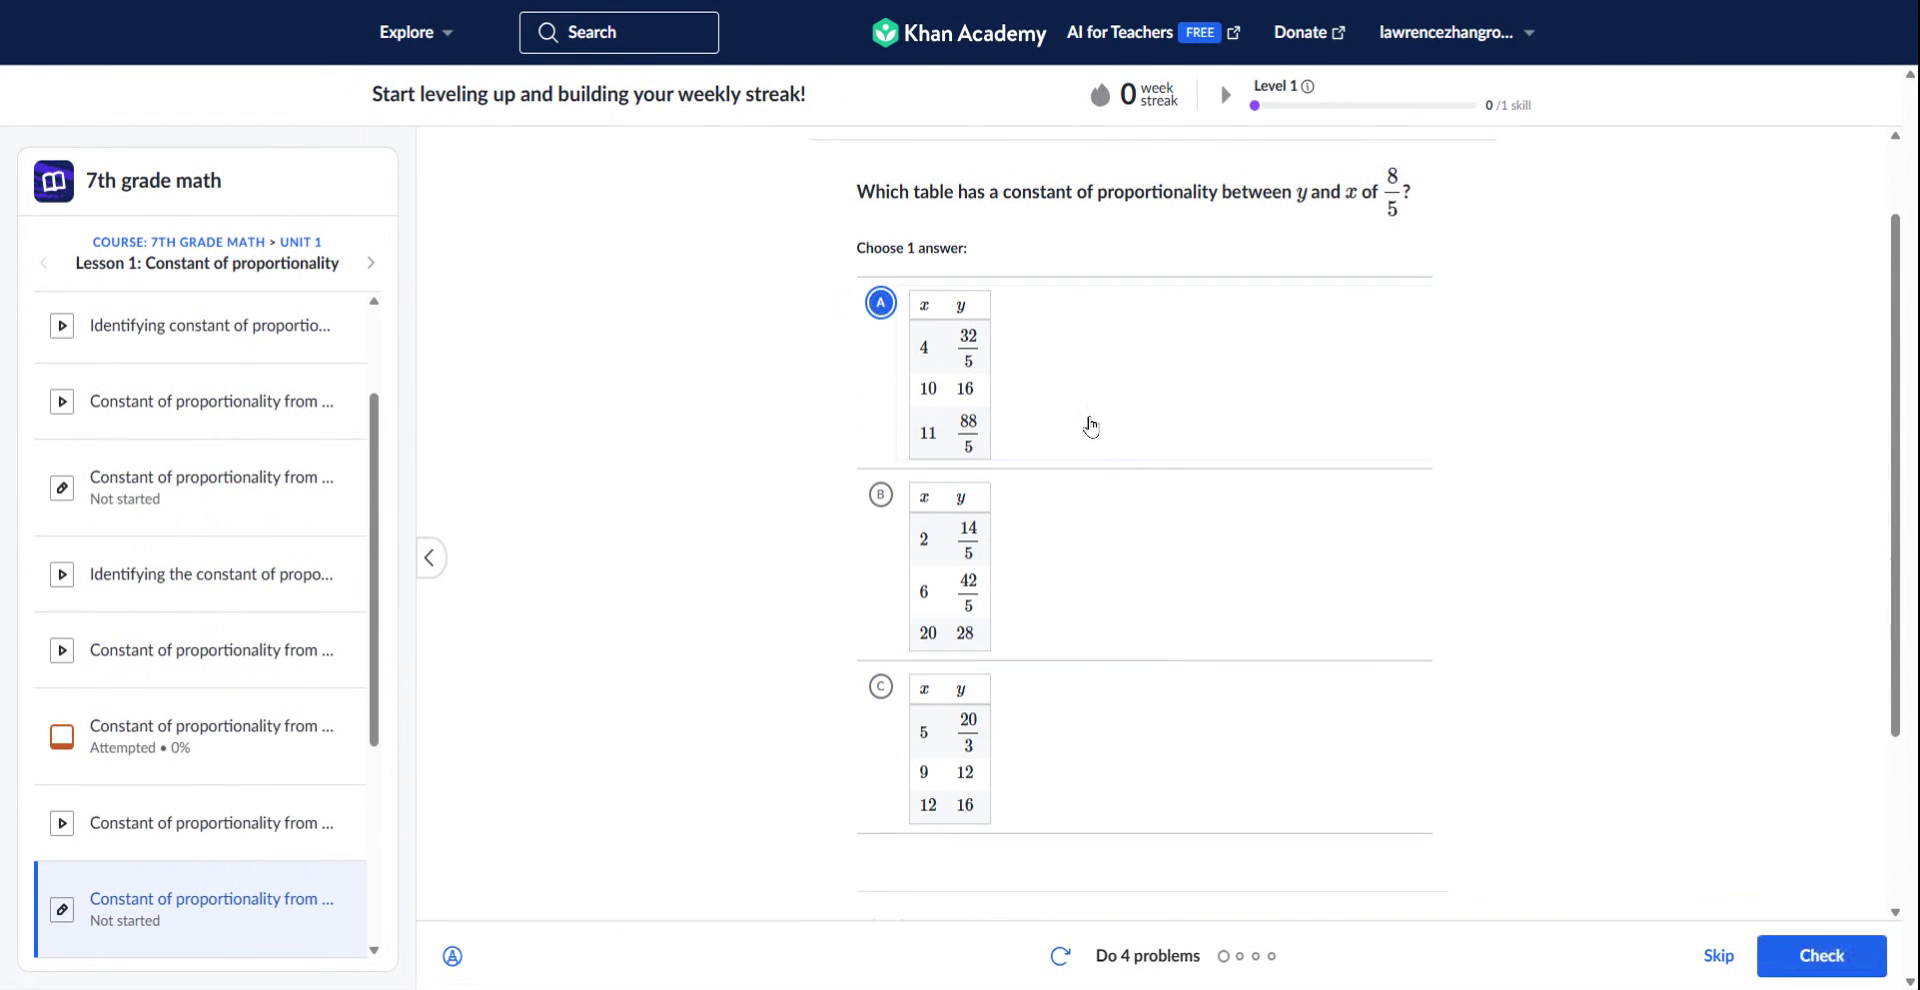 Explore
Search
Khan Academy
AI for Teachers FREE
Donate
lawrencezhangro...
Start leveling up and building your weekly streak!
0 week streak
Level 1
0 /1 skill
7th grade math
COURSE: 7TH GRADE MATH > UNIT 1
Lesson 1: Constant of proportionality
Identifying constant of proportio...
Constant of proportionality from ...
Constant of proportionality from ...
Not started
Identifying the constant of propo...
Constant of proportionality from ...
Constant of proportionality from ...
Attempted • 0%
Constant of proportionality from ...
Constant of proportionality from ...
Not started
Which table has a constant of proportionality between y and x of 8/5?
Choose 1 answer:
A
x y
4 32/5
10 16
11 88/5
B
x y
2 14/5
6 42/5
20 28
C
x y
5 20/3
9 12
12 16
Do 4 problems
Skip
Check